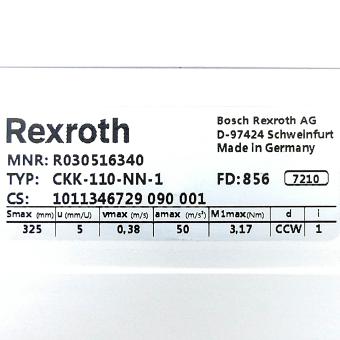 Rexroth
Bosch Rexroth AG
D-97424 Schweinfurt
Made in Germany
MNR: R030516340
TYP: CKK-110-NN-1 FD: 856 7210
CS: 1011346729 090 001
Smax (mm) u (mm/U) vmax (m/s) amax (m/s²) M1max(Nm) d i
325 5 0,38 50 3,17 CCW 1